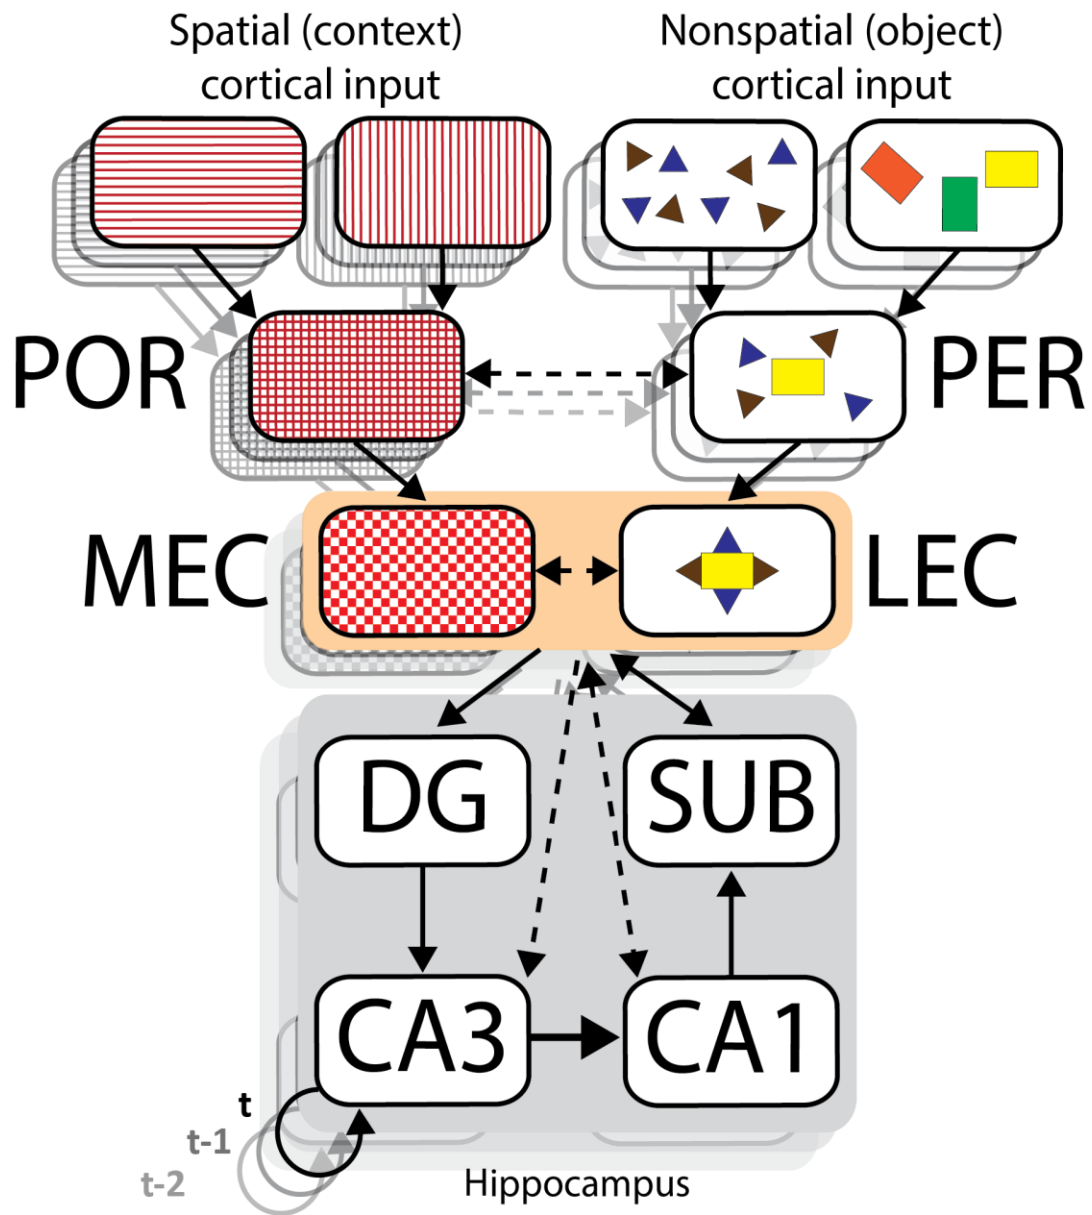 Spatial (context)
cortical input
Nonspatial (object)
cortical input
POR
PER
MEC
LEC
DG
SUB
CA3
CA1
t
t-1
t-2
Hippocampus